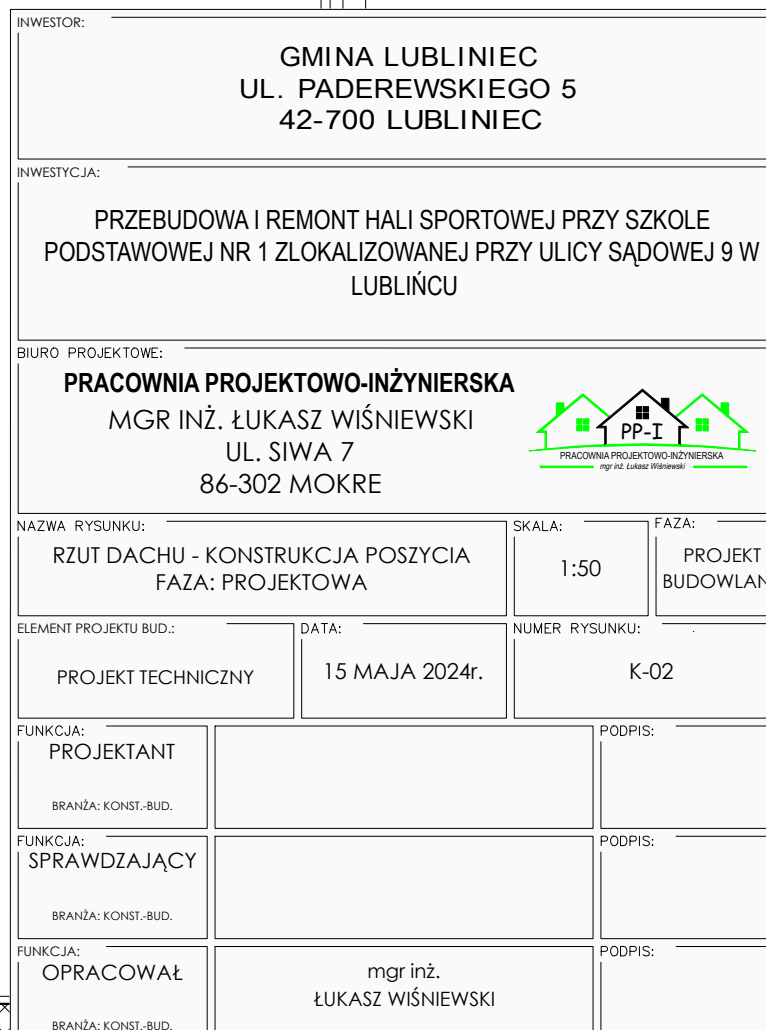 INWESTOR:
GMINA LUBLINIEC
UL. PADEREWSKIEGO 5
42-700 LUBLINIEC
INWESTYCJA:
PRZEBUDOWA I REMONT HALI SPORTOWEJ PRZY SZKOLE
PODSTAWOWEJ NR 1 ZLOKALIZOWANEJ PRZY ULICY SĄDOWEJ 9 W
LUBLIŃCU
BIURO PROJEKTOWE:
PRACOWNIA PROJEKTOWO-INŻYNIERSKA
MGR INŻ. ŁUKASZ WIŚNIEWSKI
UL. SIWA 7
86-302 MOKRE
PP-I
PRACOWNIA PROJEKTOWO-INŻYNIERSKA
mgr inż. Łukasz Wiśniewski
NAZWA RYSUNKU:
RZUT DACHU - KONSTRUKCJA POSZYCIA
FAZA: PROJEKTOWA
SKALA:
1:50
FAZA:
PROJEKT
BUDOWLAN
ELEMENT PROJEKTU BUD.:
PROJEKT TECHNICZNY
DATA:
15 MAJA 2024r.
NUMER RYSUNKU:
K-02
FUNKCJA:
PROJEKTANT
BRANŻA: KONST.-BUD.
PODPIS:
FUNKCJA:
SPRAWDZAJĄCY
BRANŻA: KONST.-BUD.
PODPIS:
FUNKCJA:
OPRACOWAŁ
BRANŻA: KONST.-BUD.
mgr inż.
ŁUKASZ WIŚNIEWSKI
PODPIS: